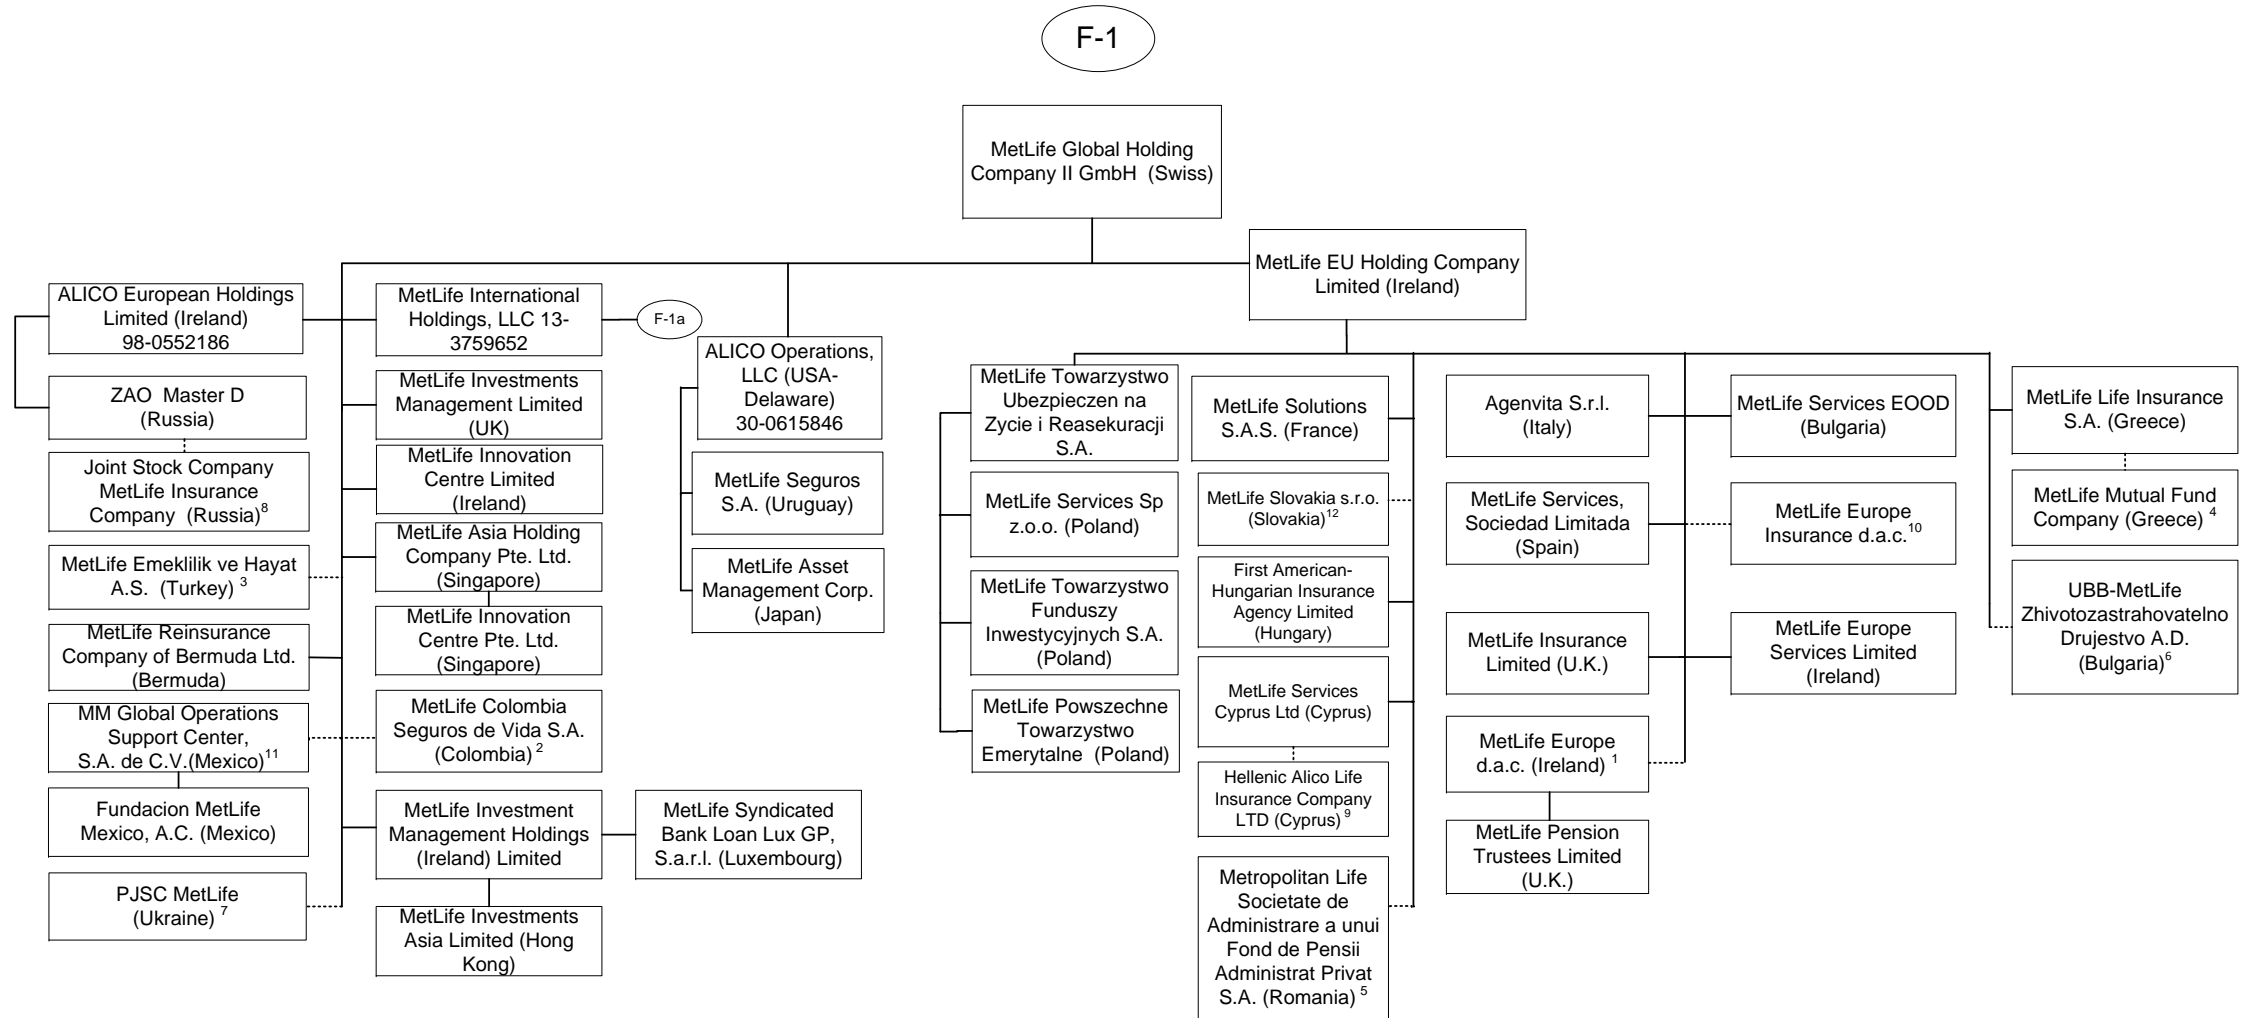 F-1
MetLife Global Holding
Company II GmbH  (Swiss)
MetLife EU Holding Company
Limited (Ireland)
ALICO European Holdings
Limited (Ireland)
98-0552186
ZAO  Master D
(Russia)
Joint Stock Company
MetLife Insurance
Company  (Russia)8
MetLife Emeklilik ve Hayat
A.S.  (Turkey) 3
MetLife Reinsurance
Company of Bermuda Ltd.
(Bermuda)
MM Global Operations
Support Center,
S.A. de C.V.(Mexico)11
Fundacion MetLife
Mexico, A.C. (Mexico)
PJSC MetLife
(Ukraine) 7
MetLife International
Holdings, LLC 13-
3759652
F-1a
MetLife Investments
Management Limited
(UK)
MetLife Innovation
Centre Limited
(Ireland)
MetLife Asia Holding
Company Pte. Ltd.
(Singapore)
MetLife Innovation
Centre Pte. Ltd.
(Singapore)
MetLife Colombia
Seguros de Vida S.A.
(Colombia) 2
MetLife Investment
Management Holdings
(Ireland) Limited
MetLife Syndicated
Bank Loan Lux GP,
S.a.r.l. (Luxembourg)
MetLife Investments
Asia Limited (Hong
Kong)
ALICO Operations,
LLC (USA-
Delaware)
30-0615846
MetLife Seguros
S.A. (Uruguay)
MetLife Asset
Management Corp.
(Japan)
MetLife Towarzystwo
Ubezpieczen na
Zycie i Reasekuracji
S.A.
MetLife Services Sp
z.o.o. (Poland)
MetLife Towarzystwo
Funduszy
Inwestycyjnych S.A.
(Poland)
MetLife Powszechne
Towarzystwo
Emerytalne  (Poland)
MetLife Solutions
S.A.S. (France)
MetLife Slovakia s.r.o.
(Slovakia)12
First American-
Hungarian Insurance
Agency Limited
(Hungary)
MetLife Services
Cyprus Ltd (Cyprus)
Hellenic Alico Life
Insurance Company
LTD (Cyprus) 9
Metropolitan Life
Societate de
Administrare a unui
Fond de Pensii
Administrat Privat
S.A. (Romania) 5
Agenvita S.r.l.
(Italy)
MetLife Services,
Sociedad Limitada
(Spain)
MetLife Insurance
Limited (U.K.)
MetLife Europe
d.a.c. (Ireland) 1
MetLife Pension
Trustees Limited
(U.K.)
MetLife Services EOOD
(Bulgaria)
MetLife Europe
Insurance d.a.c.10
MetLife Europe
Services Limited
(Ireland)
MetLife Life Insurance
S.A. (Greece)
MetLife Mutual Fund
Company (Greece) 4
UBB-MetLife
Zhivotozastrahovatelno
Drujestvo A.D.
(Bulgaria)6